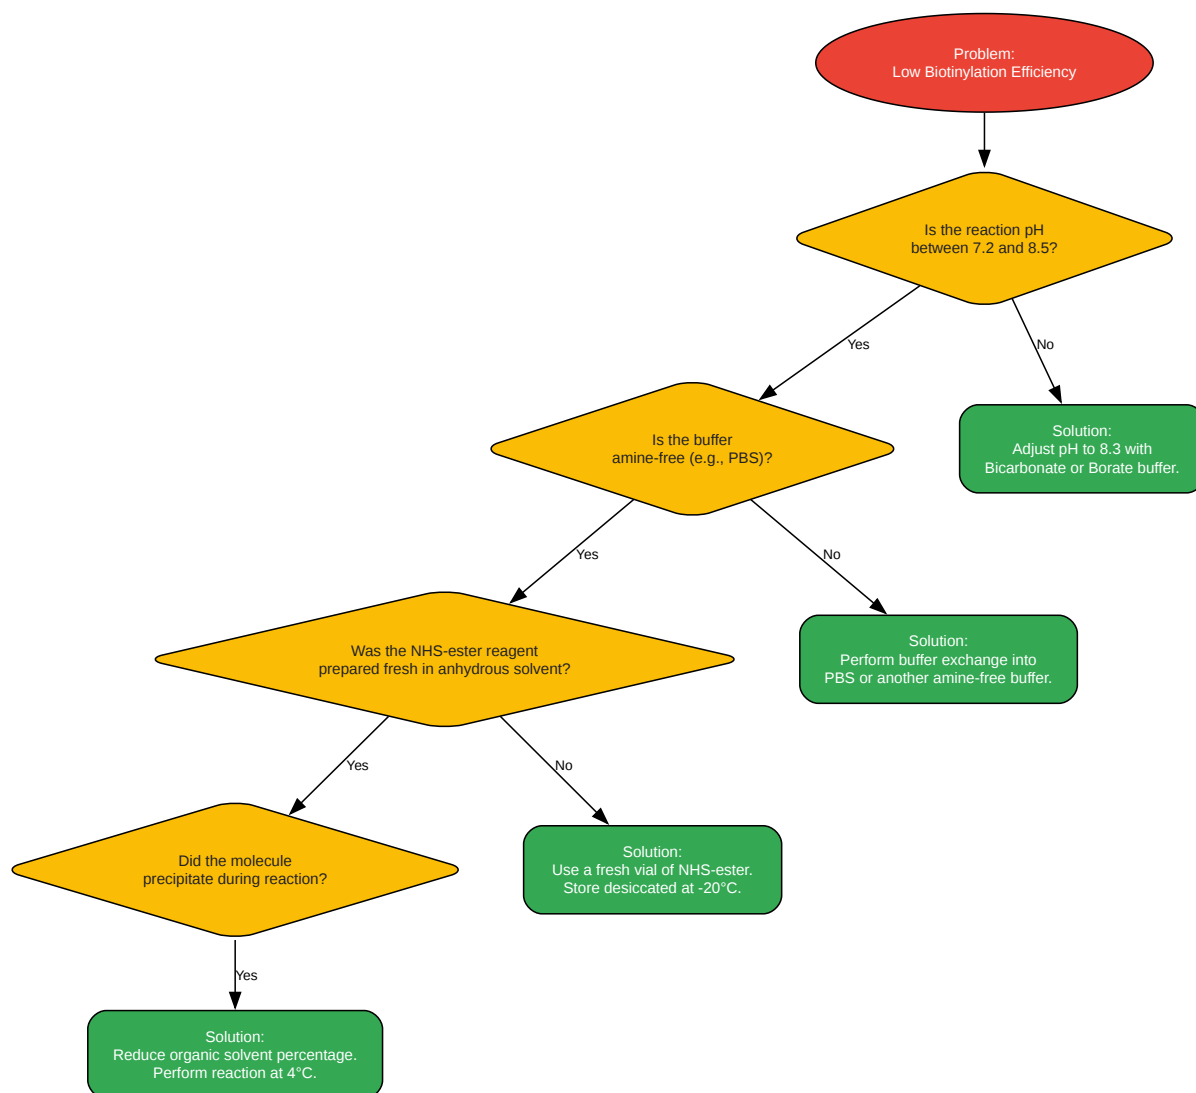 Problem:
Low Biotinylation Efficiency
Is the reaction pH
between 7.2 and 8.5?
Yes
No
Is the buffer
amine-free (e.g., PBS)?
Solution:
Adjust pH to 8.3 with
Bicarbonate or Borate buffer.
Yes
No
Was the NHS-ester reagent
prepared fresh in anhydrous solvent?
Solution:
Perform buffer exchange into
PBS or another amine-free buffer.
Yes
No
Did the molecule
precipitate during reaction?
Solution:
Use a fresh vial of NHS-ester.
Store desiccated at -20°C.
Yes
Solution:
Reduce organic solvent percentage.
Perform reaction at 4°C.